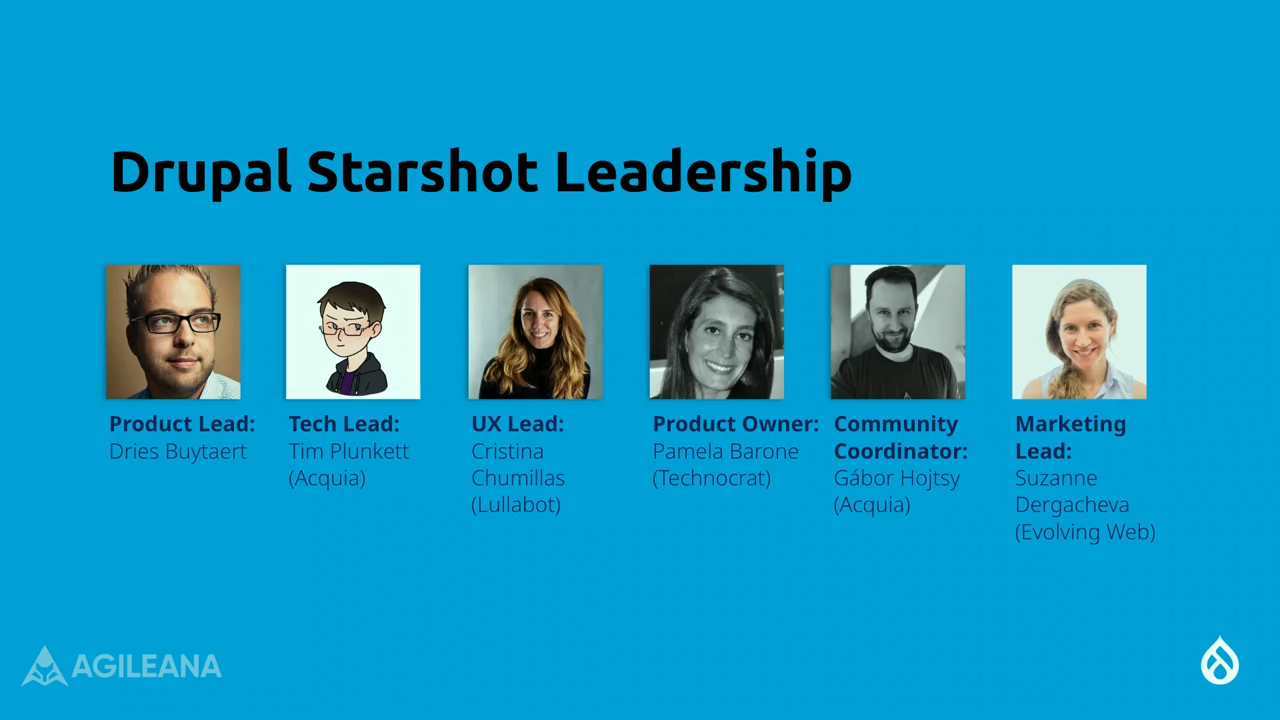 Drupal Starshot Leadership
Product Lead:
Dries Buytaert
Tech Lead:
Tim Plunkett
(Acquia)
UX Lead:
Cristina
Chumillas
(Lullabot)
Product Owner:
Pamela Barone
(Technocrat)
Community
Coordinator:
Gábor Hojtsy
(Acquia)
Marketing
Lead:
Suzanne
Dergacheva
(Evolving Web)
AGILEANA